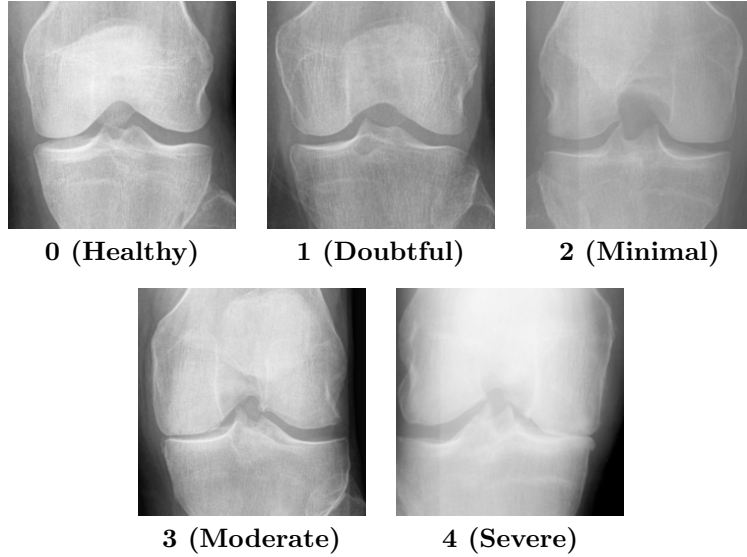 0 (Healthy)
1 (Doubtful)
2 (Minimal)
3 (Moderate)
4 (Severe)